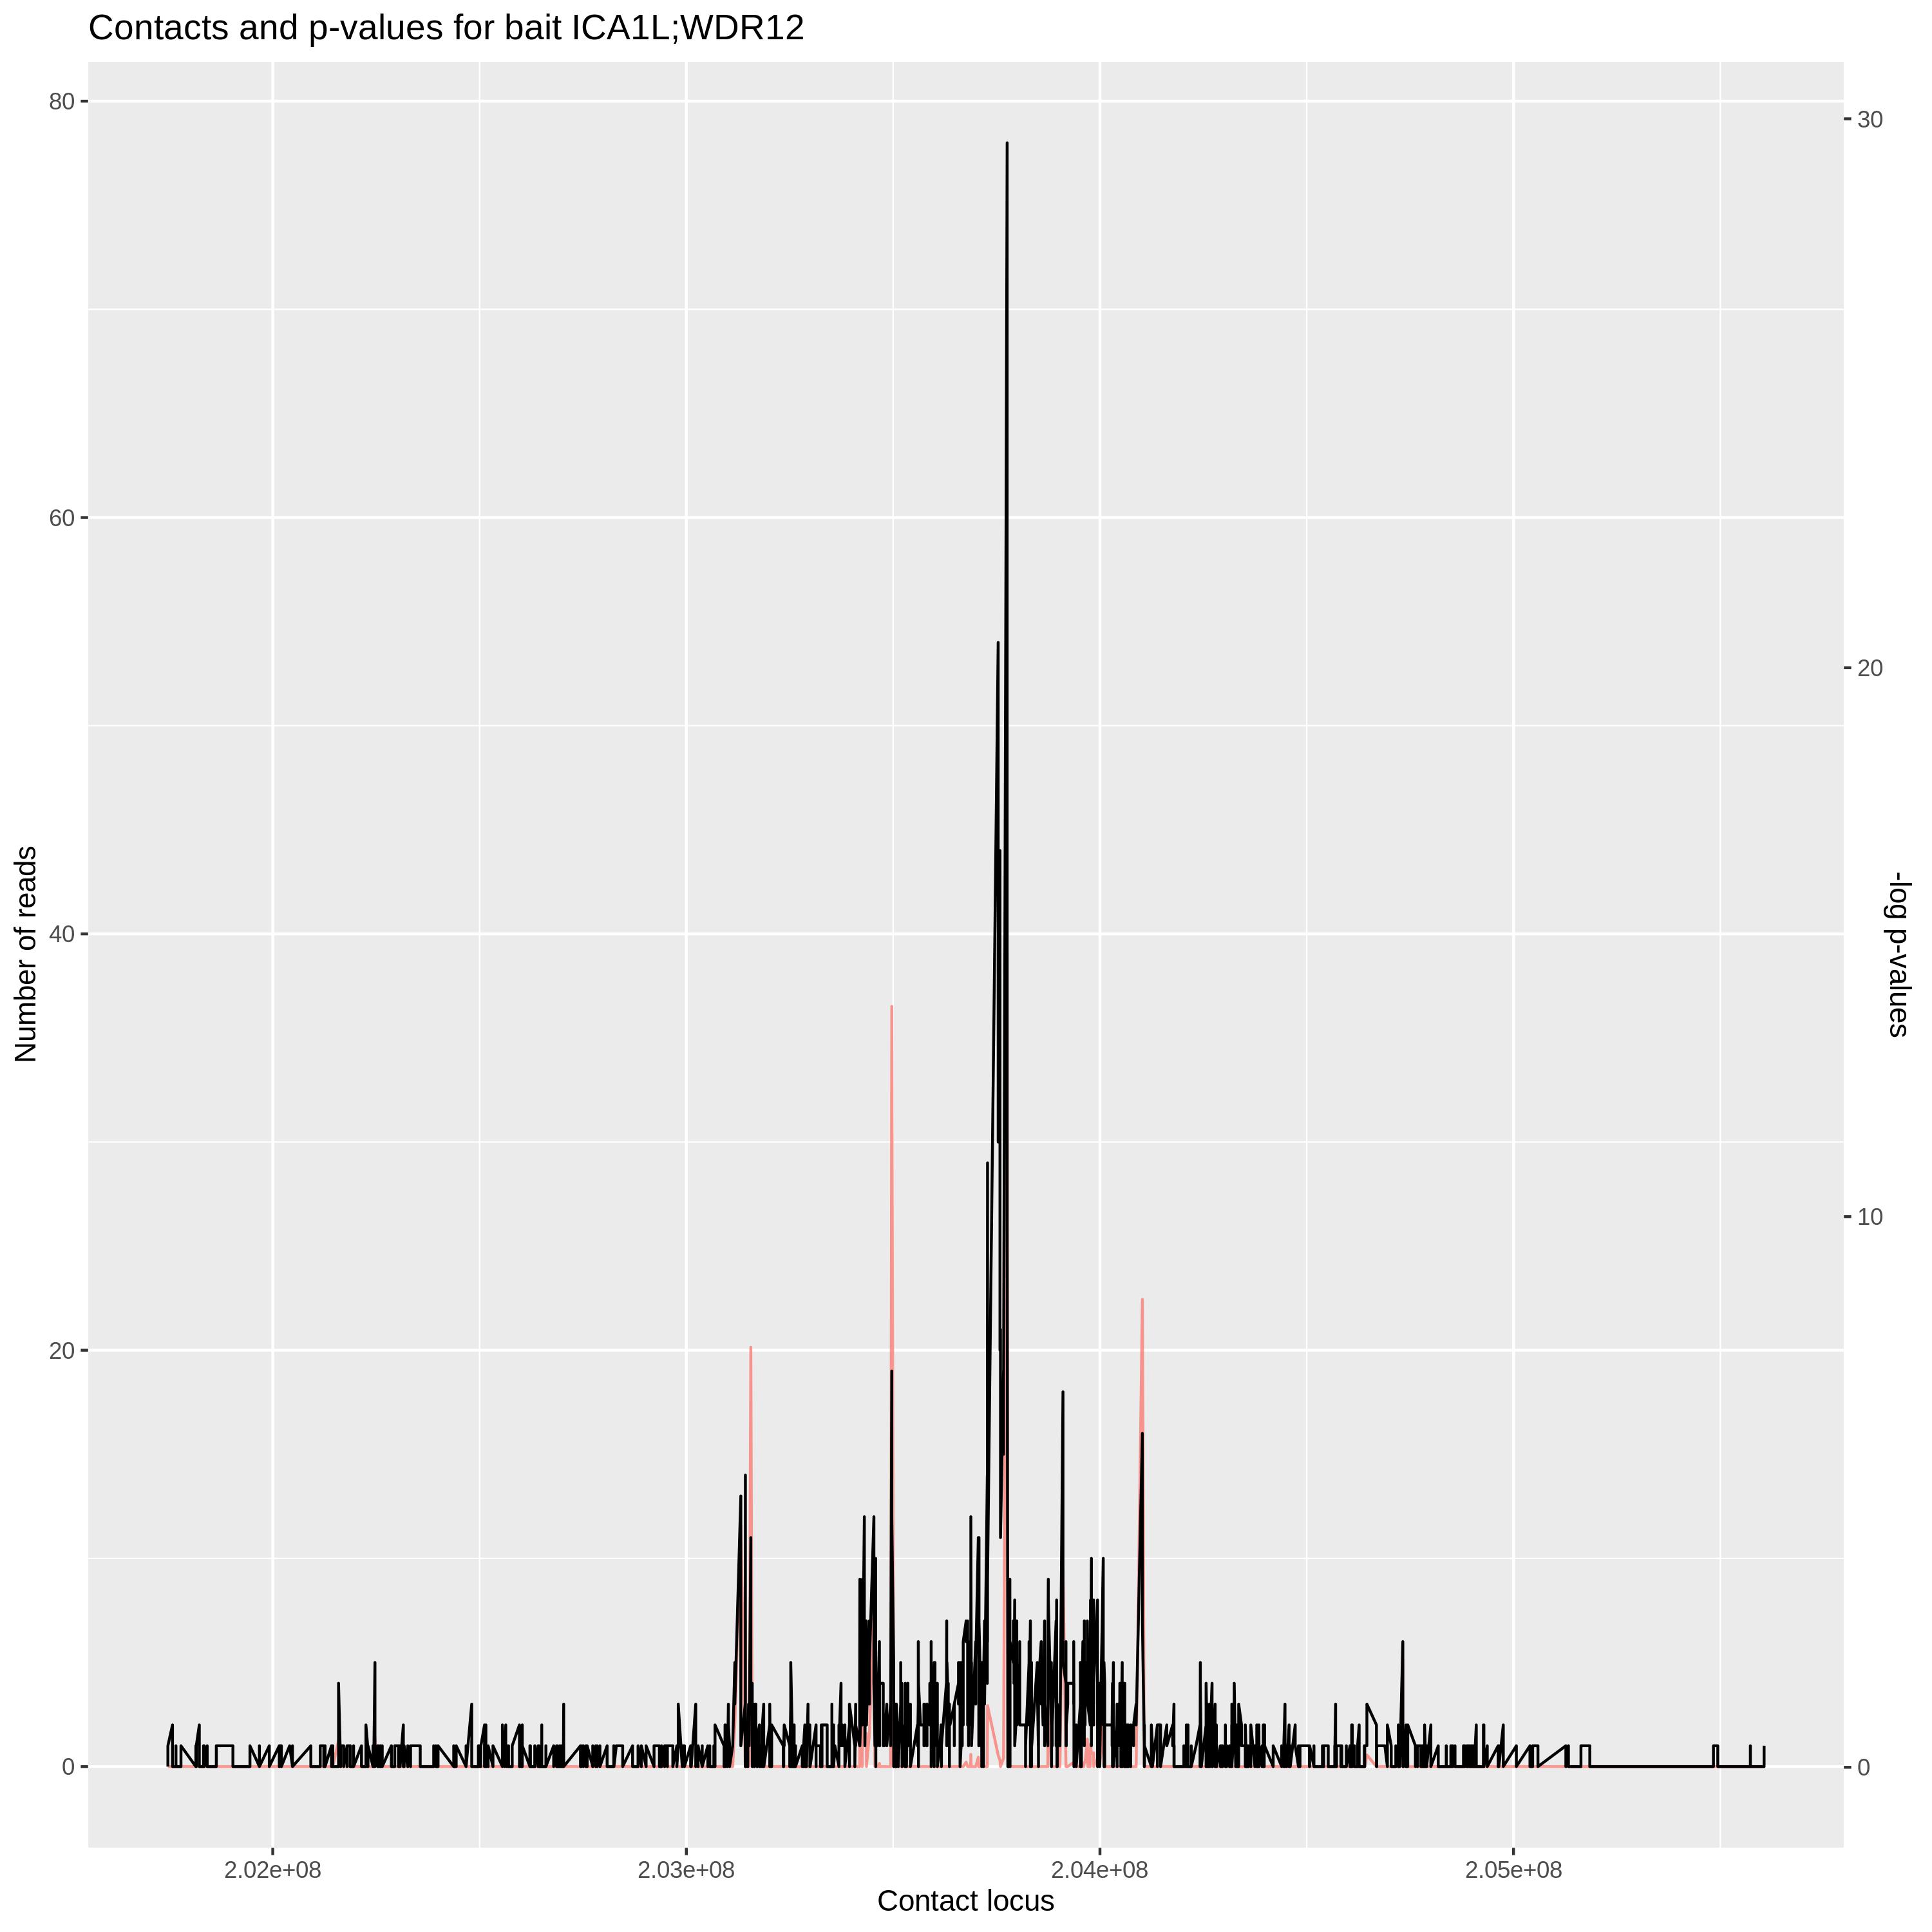 Contacts and p-values for bait ICA1L;WDR12
80
60
40
20
0
Number of reads
30
20
10
0
-log p-values
2.02e+08 2.03e+08 2.04e+08 2.05e+08
Contact locus